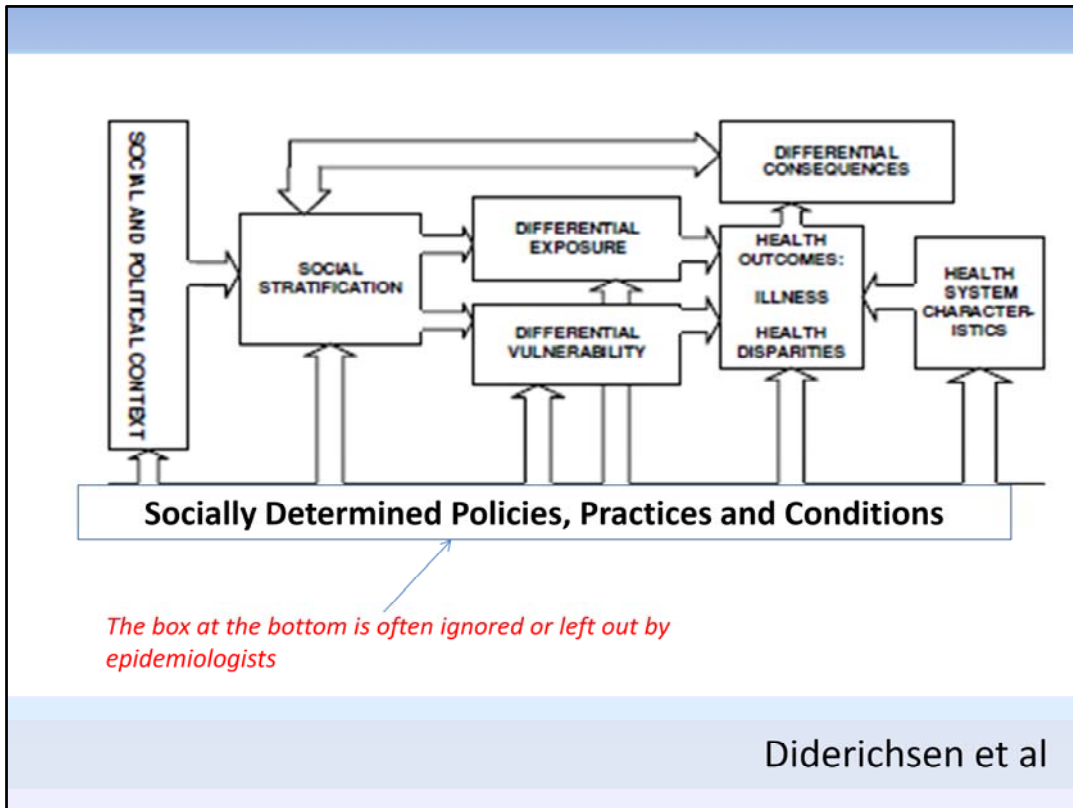 SOCIAL AND POLITICAL CONTEXT
SOCIAL
STRATIFICATION
DIFFERENTIAL
EXPOSURE
DIFFERENTIAL
VULNERABILITY
DIFFERENTIAL
CONSEQUENCES
HEALTH
OUTCOMES:
ILLNESS
HEALTH
DISPARITIES
HEALTH
SYSTEM
CHARACTER-
ISTICS
Socially Determined Policies, Practices and Conditions
The box at the bottom is often ignored or left out by
epidemiologists
Diderichsen et al